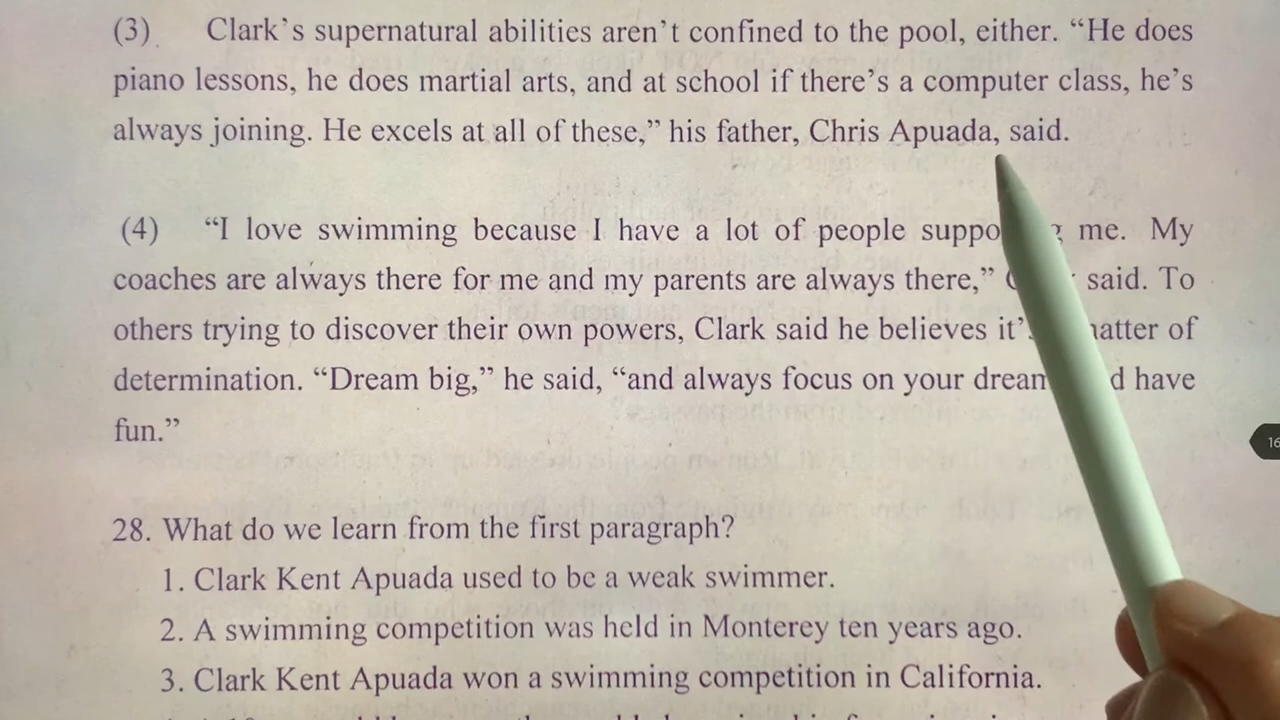 (3) Clark’s supernatural abilities aren’t confined to the pool, either. “He does
piano lessons, he does martial arts, and at school if there’s a computer class, he’s
always joining. He excels at all of these,” his father, Chris Apuada, said.
(4) “I love swimming because I have a lot of people me. My
coaches are always there for me and my parents are always there,” said. To
others trying to discover their own powers, Clark said he believes of
determination. “Dream big,” he said, “and always focus on your have
fun.”
28. What do we learn from the first paragraph?
1. Clark Kent Apuada used to be a weak swimmer.
2. A swimming competition was held in Monterey ten years ago.
3. Clark Kent Apuada won a swimming competition in California.
16